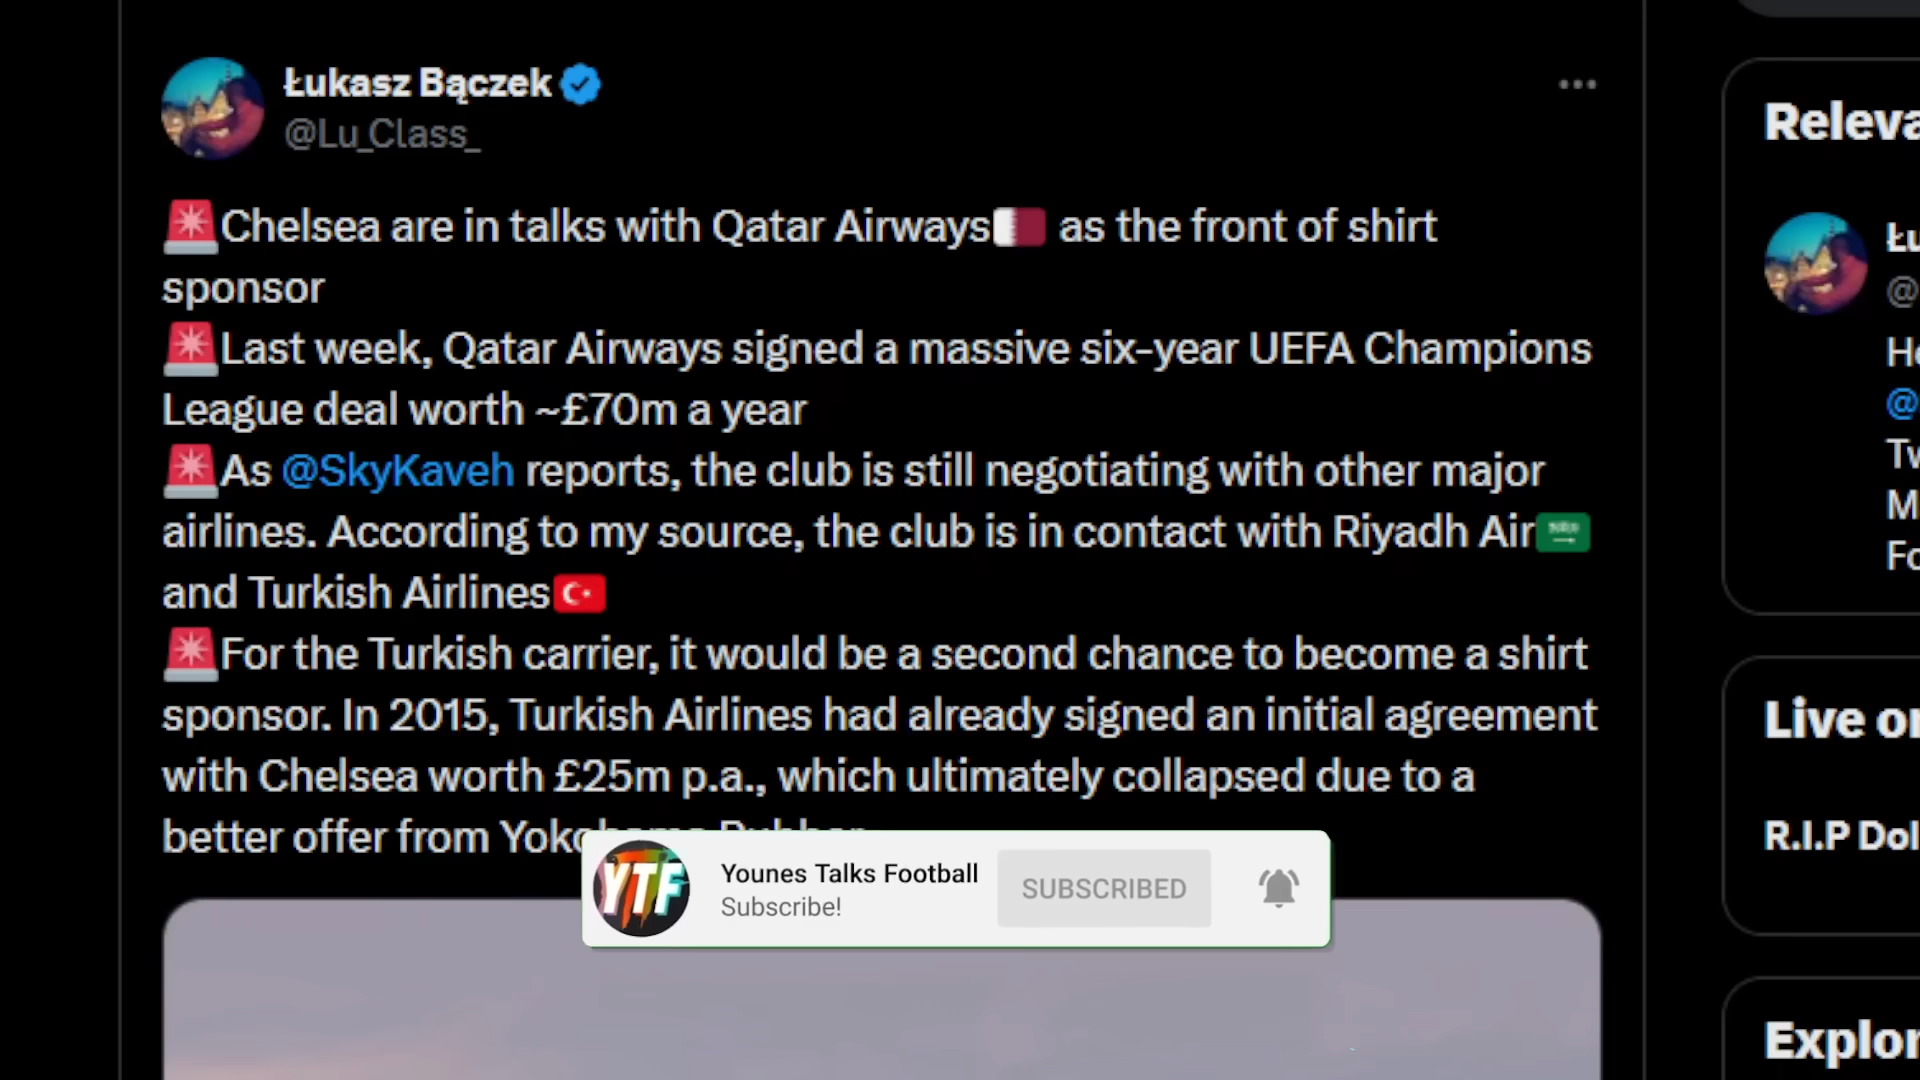 Łukasz Bączek
@Lu_Class_
🚨Chelsea are in talks with Qatar Airways🇶🇦 as the front of shirt
sponsor
🚨Last week, Qatar Airways signed a massive six-year UEFA Champions
League deal worth ~£70m a year
🚨As @SkyKaveh reports, the club is still negotiating with other major
airlines. According to my source, the club is in contact with Riyadh Air🇸🇦
and Turkish Airlines🇹🇷
🚨For the Turkish carrier, it would be a second chance to become a shirt
sponsor. In 2015, Turkish Airlines had already signed an initial agreement
with Chelsea worth £25m p.a., which ultimately collapsed due to a
better offer from
YTF
Younes Talks Football
Subscribe!
SUBSCRIBED
R.I.P